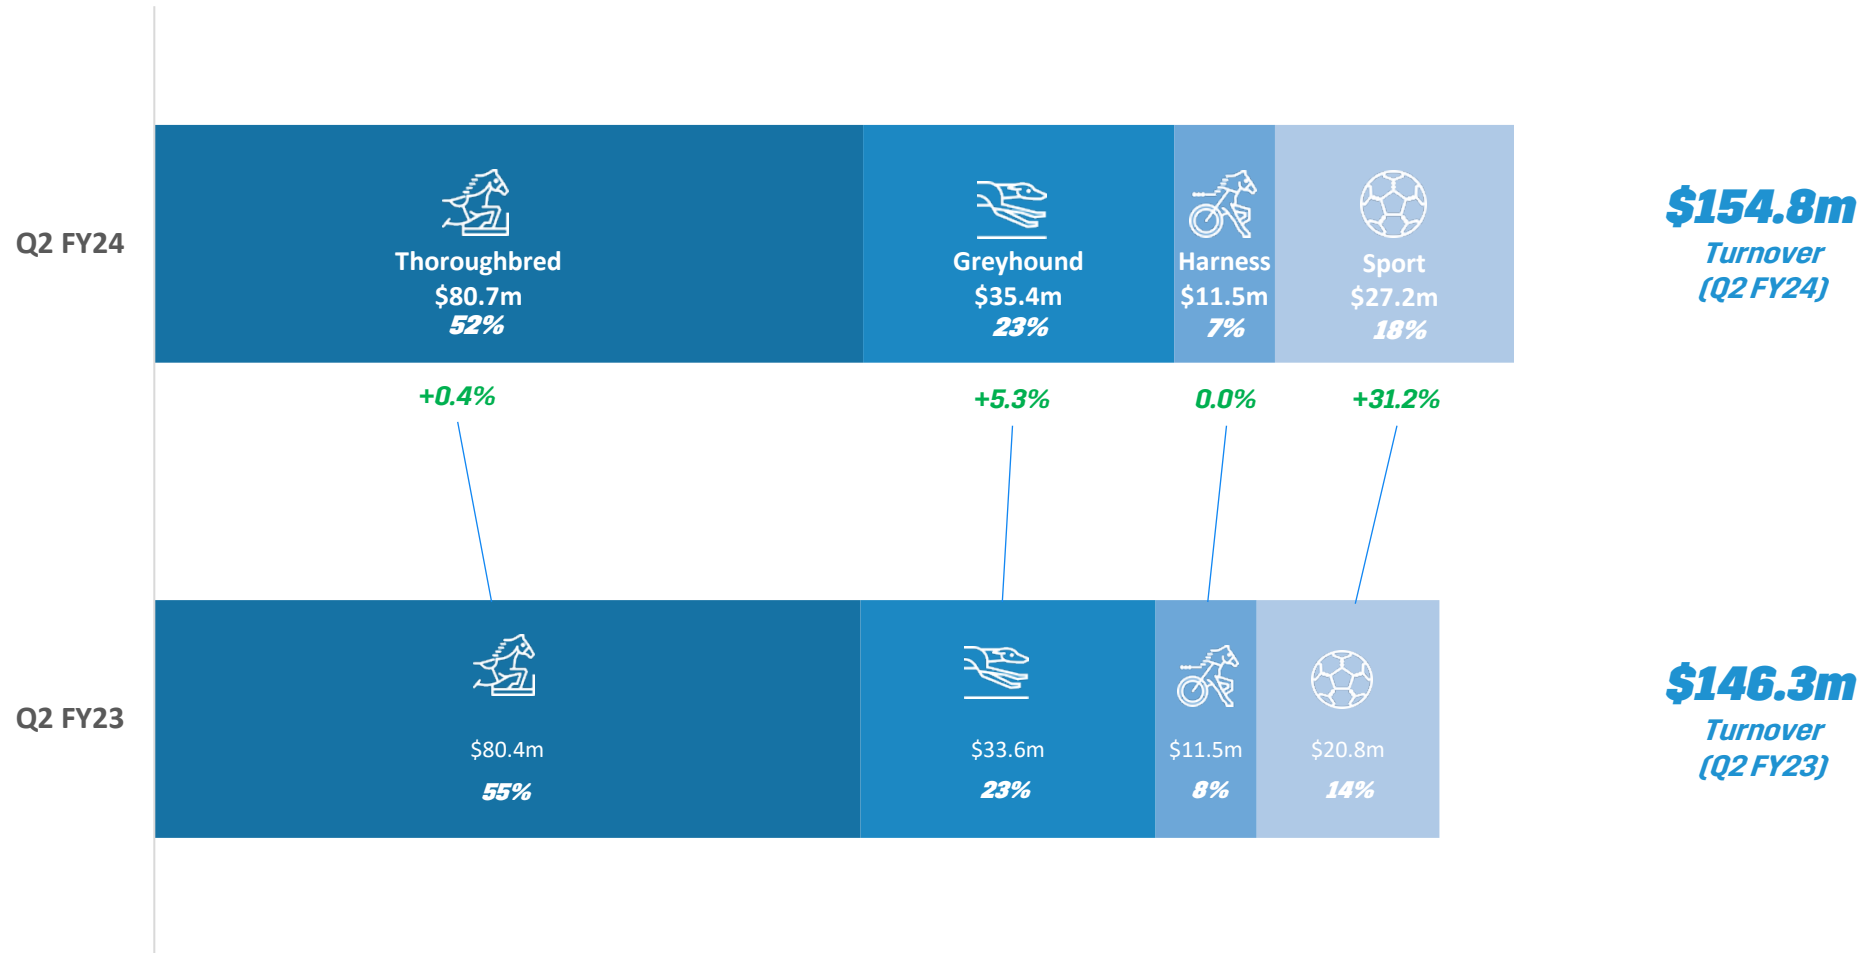 Q2 FY24
Thoroughbred
$80.7m
52%
Greyhound
$35.4m
23%
Harness
$11.5m
7%
Sport
$27.2m
18%
$154.8m
Turnover
(Q2 FY24)
+0.4%
+5.3%
0.0%
+31.2%
Q2 FY23
$80.4m
55%
$33.6m
23%
$11.5m
8%
$20.8m
14%
$146.3m
Turnover
(Q2 FY23)